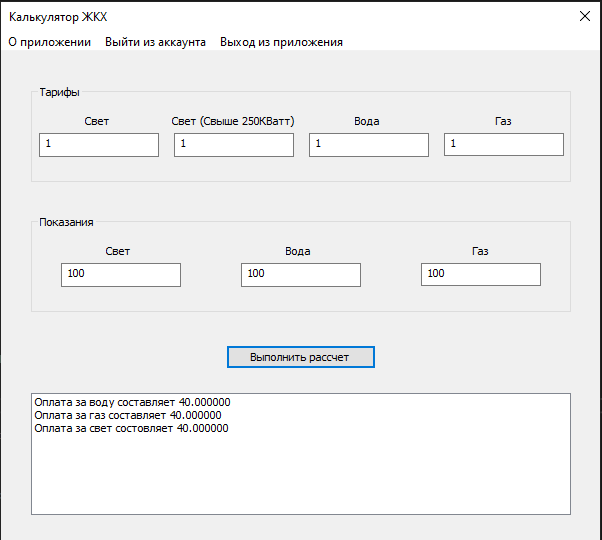 Калькулятор ЖКХ
О приложении Выйти из аккаунта Выход из приложения
Тарифы
Свет Свет (Свыше 250КВатт) Вода Газ
1 1 1 1
Показания
Свет Вода Газ
100 100 100
Выполнить рассчет
Оплата за воду составляет 40.000000
Оплата за газ составляет 40.000000
Оплата за свет состовляет 40.000000